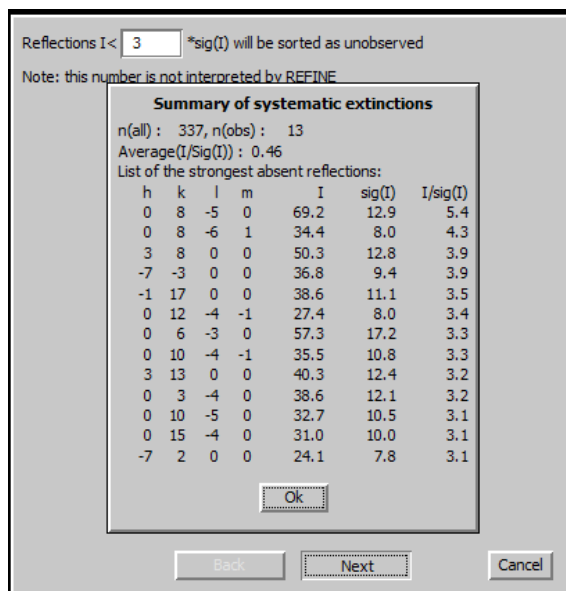 Reflections I< 3 *sig(I) will be sorted as unobserved
Note: this number is not interpreted by REFINE
Summary of systematic extinctions
n(all) : 337, n(obs) : 13
Average(I/Sig(I)) : 0.46
List of the strongest absent reflections:
h k l m I sig(I) I/sig(I)
0 8 -5 0 69.2 12.9 5.4
0 8 -6 1 34.4 8.0 4.3
3 8 0 0 50.3 12.8 3.9
-7 -3 0 0 36.8 9.4 3.9
-1 17 0 0 38.6 11.1 3.5
0 12 -4 -1 27.4 8.0 3.4
0 6 -3 0 57.3 17.2 3.3
0 10 -4 -1 35.5 10.8 3.3
3 13 0 0 40.3 12.4 3.2
0 3 -4 0 38.6 12.1 3.2
0 10 -5 0 32.7 10.5 3.1
0 15 -4 0 31.0 10.0 3.1
-7 2 0 0 24.1 7.8 3.1
Ok
Back Next Cancel